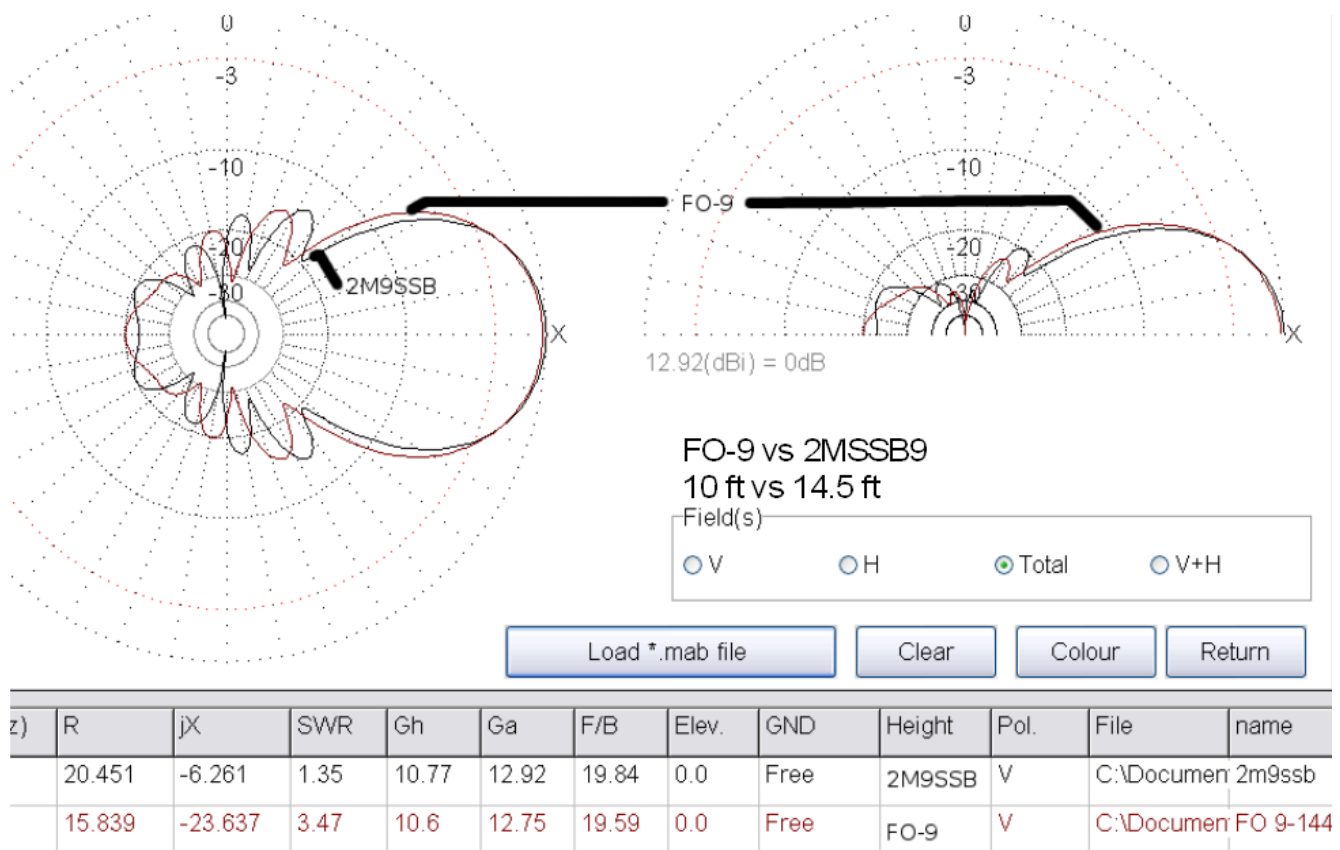 0 0
-3 -3
-10 -10
FO-9
-20 -20
2M9SSB
-30 -30
X X
12.92(dBi) = 0dB
FO-9 vs 2MSSB9
10 ft vs 14.5 ft
Field(s)
V H Total V+H
Load *.mab file Clear Colour Return
z) R jX SWR Gh Ga F/B Elev. GND Height Pol. File name
20.451 -6.261 1.35 10.77 12.92 19.84 0.0 Free 2M9SSB V C:\Documen 2m9ssb
15.839 -23.637 3.47 10.6 12.75 19.59 0.0 Free FO-9 V C:\Documen FO 9-144